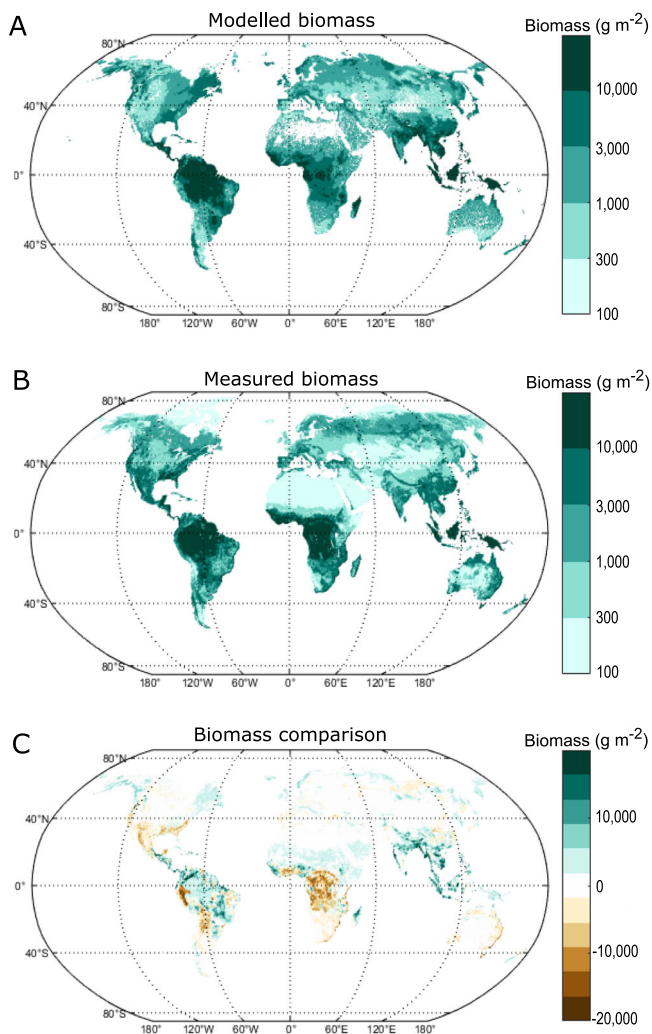 A
Modelled biomass
Biomass (g m-2)
80°N
40°N
0°
40°S
80°S
180°
120°W
60°W
0°
60°E
120°E
180°
10,000
3,000
1,000
300
100
B
Measured biomass
Biomass (g m-2)
80°N
40°N
0°
40°S
80°S
180°
120°W
60°W
0°
60°E
120°E
180°
10,000
3,000
1,000
300
100
C
Biomass comparison
Biomass (g m-2)
80°N
40°N
0°
40°S
80°S
180°
120°W
60°W
0°
60°E
120°E
180°
10,000
0
-10,000
-20,000